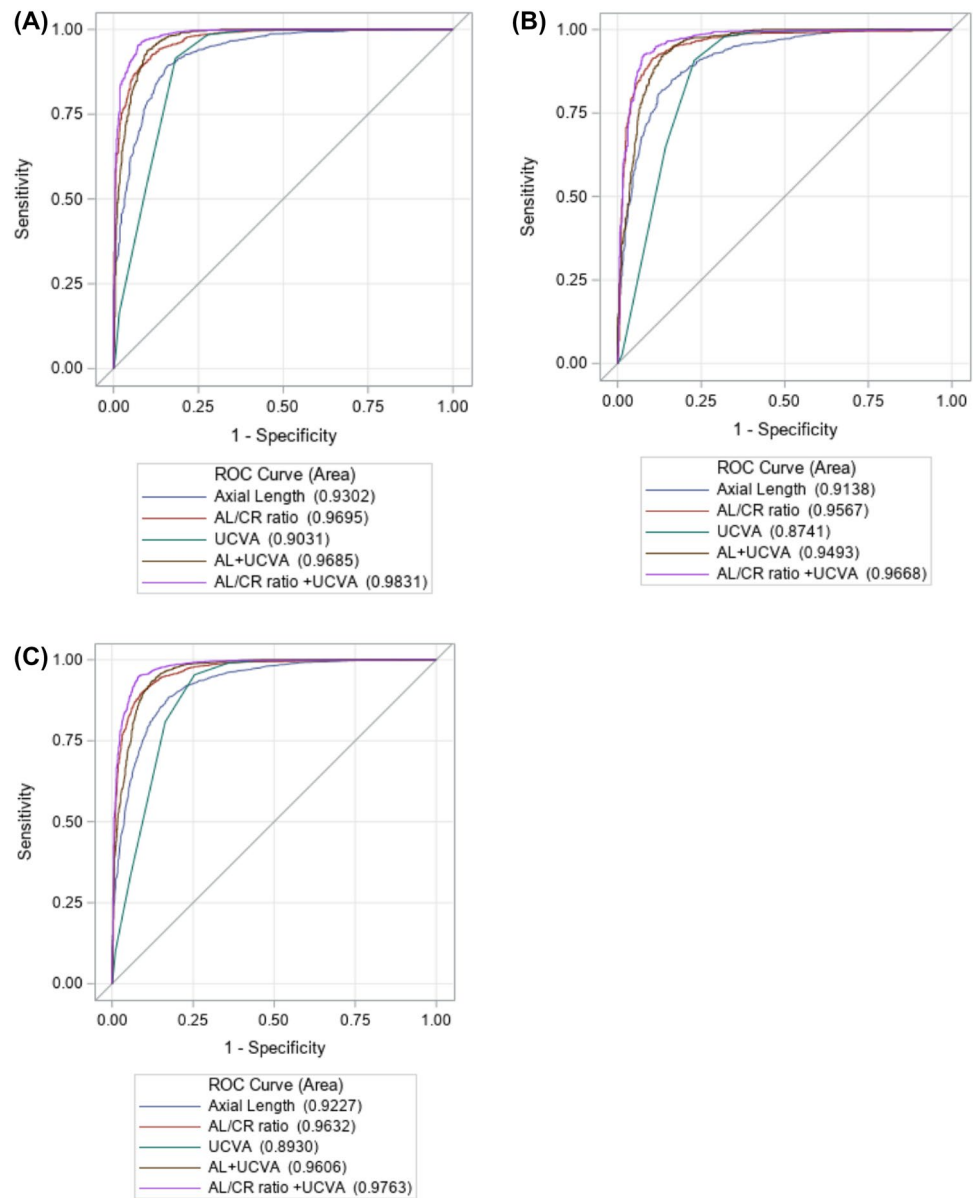 (A)
1.00
0.75
0.50
0.25
0.00
Sensitivity
0.00 0.25 0.50 0.75 1.00
1 - Specificity
ROC Curve (Area)
Axial Length (0.9302)
AL/CR ratio (0.9695)
UCVA (0.9031)
AL+UCVA (0.9685)
AL/CR ratio +UCVA (0.9831)
(B)
1.00
0.75
0.50
0.25
0.00
Sensitivity
0.00 0.25 0.50 0.75 1.00
1 - Specificity
ROC Curve (Area)
Axial Length (0.9138)
AL/CR ratio (0.9567)
UCVA (0.8741)
AL+UCVA (0.9493)
AL/CR ratio +UCVA (0.9668)
(C)
1.00
0.75
0.50
0.25
0.00
Sensitivity
0.00 0.25 0.50 0.75 1.00
1 - Specificity
ROC Curve (Area)
Axial Length (0.9227)
AL/CR ratio (0.9632)
UCVA (0.8930)
AL+UCVA (0.9606)
AL/CR ratio +UCVA (0.9763)